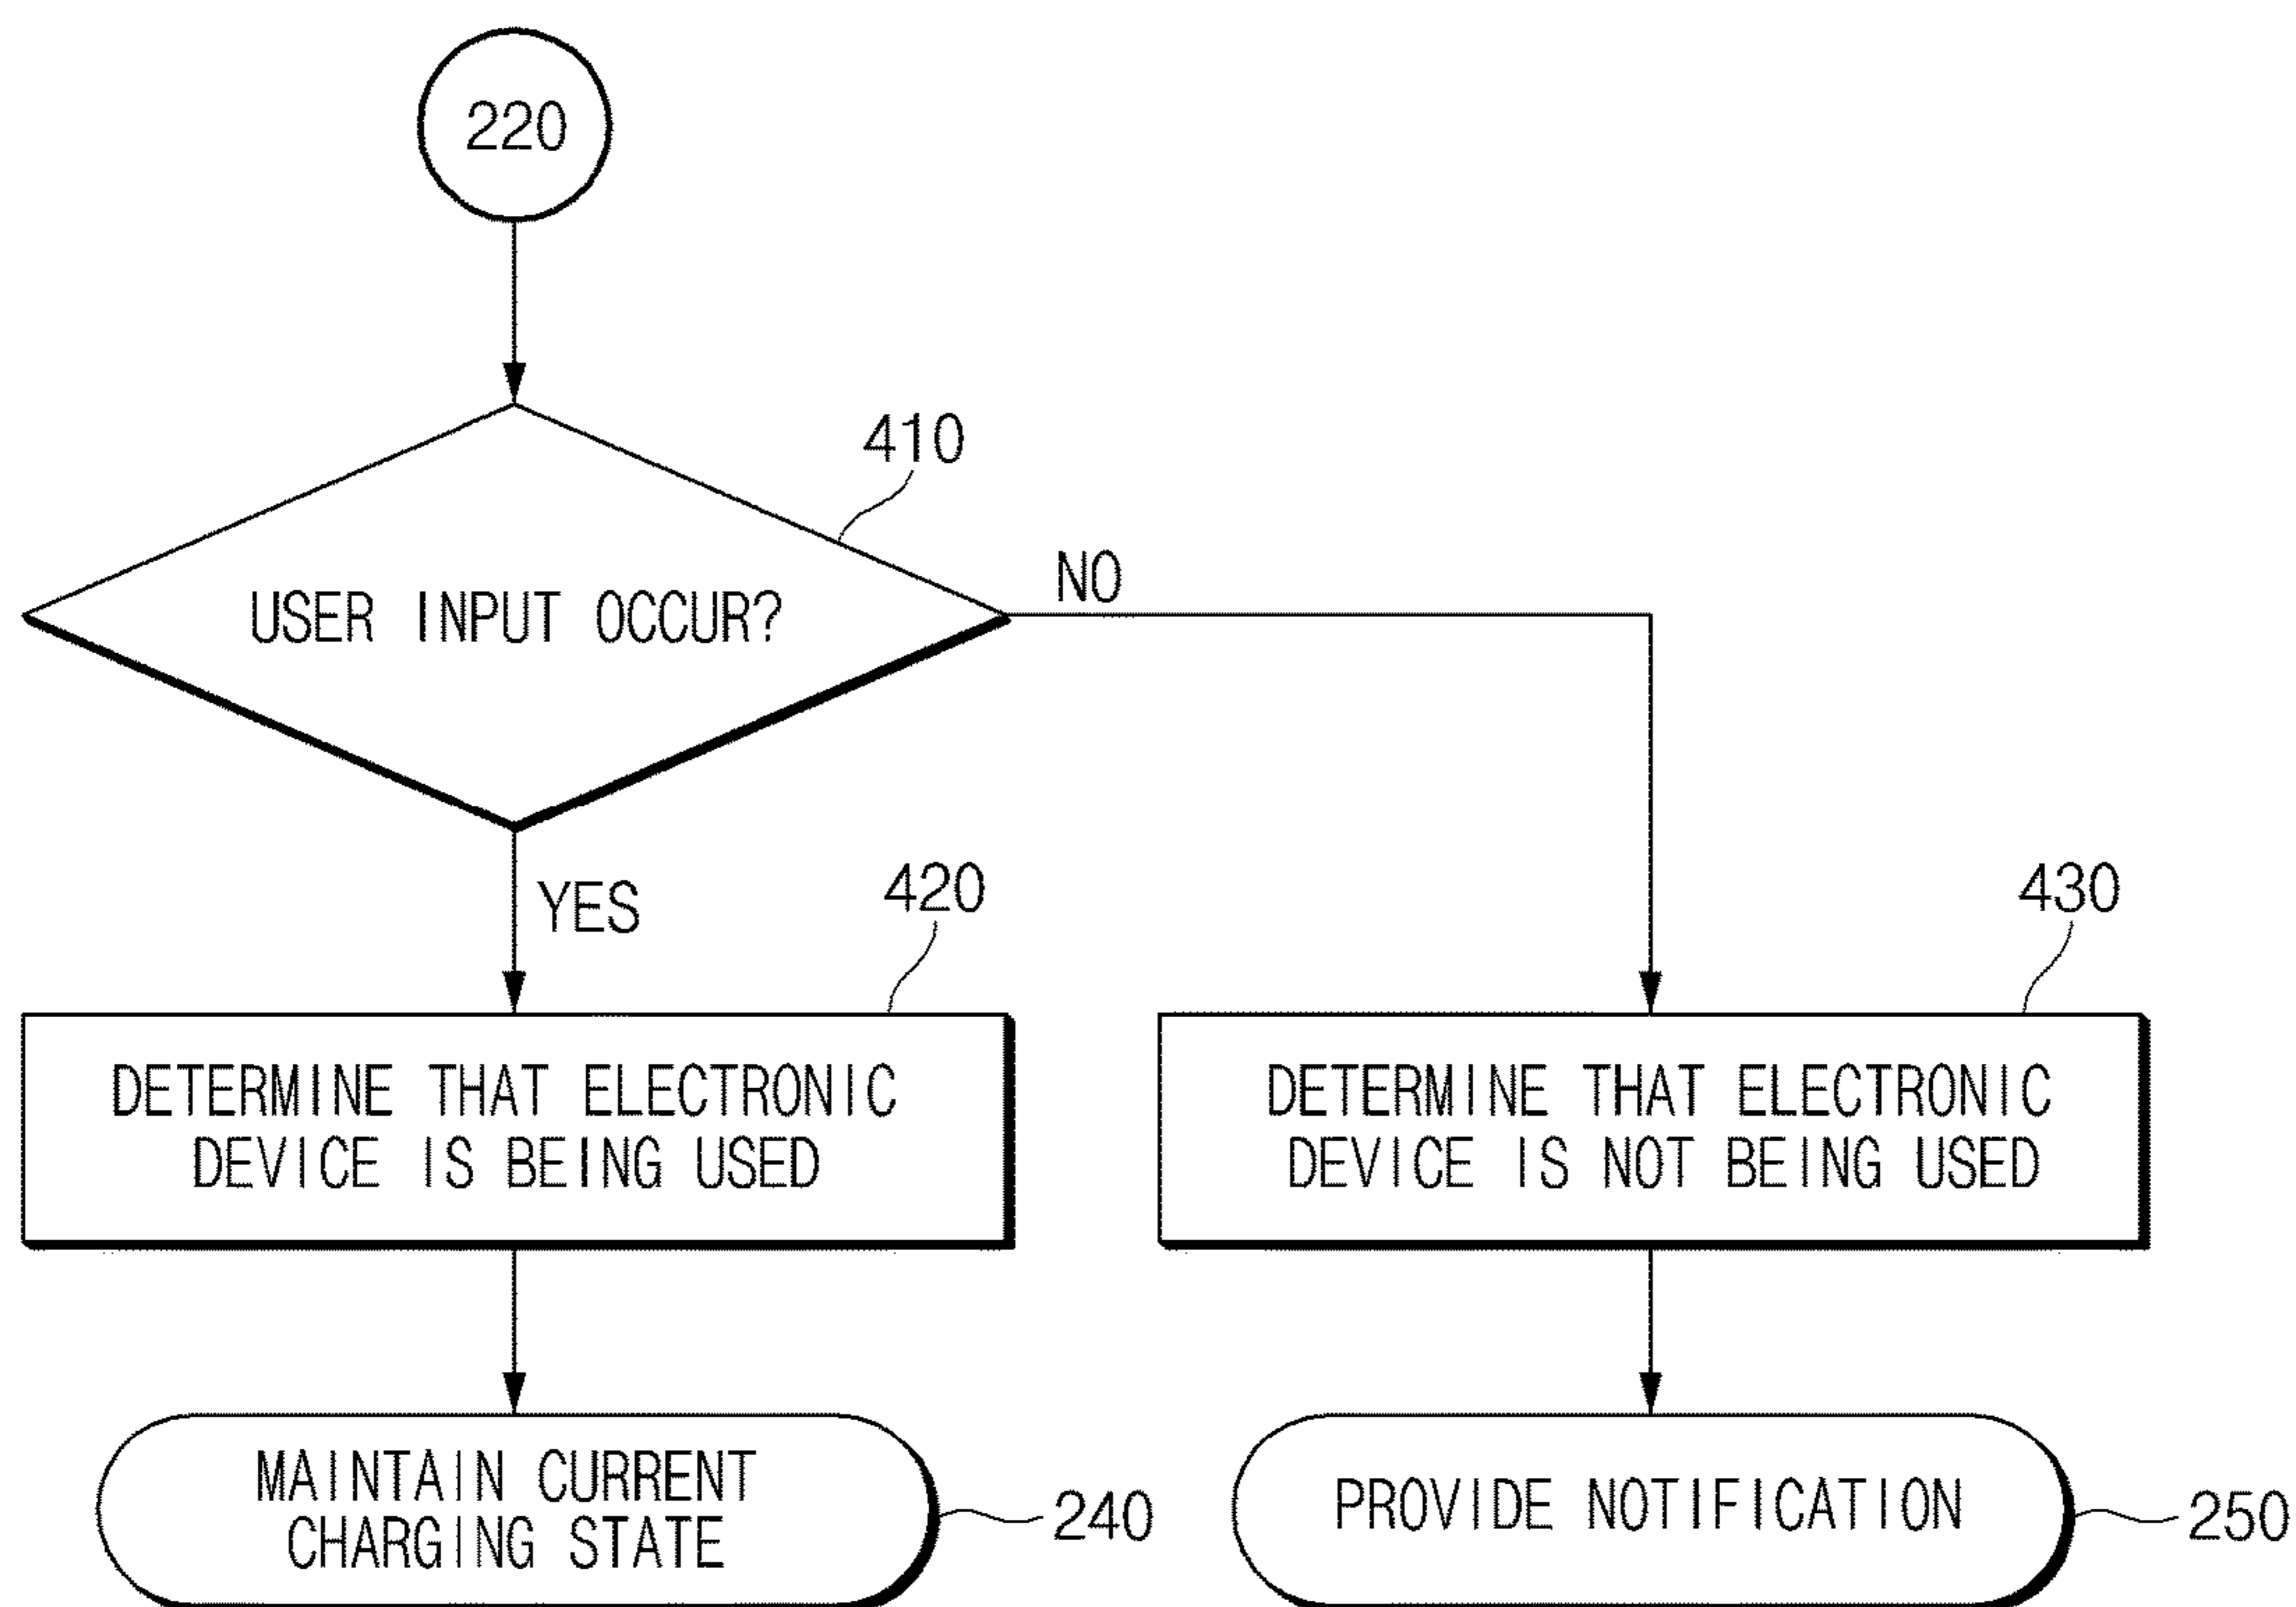 220
410
USER INPUT OCCUR?
NO
YES
420
430
DETERMINE THAT ELECTRONIC
DEVICE IS BEING USED
DETERMINE THAT ELECTRONIC
DEVICE IS NOT BEING USED
MAINTAIN CURRENT
CHARGING STATE
240
PROVIDE NOTIFICATION
250